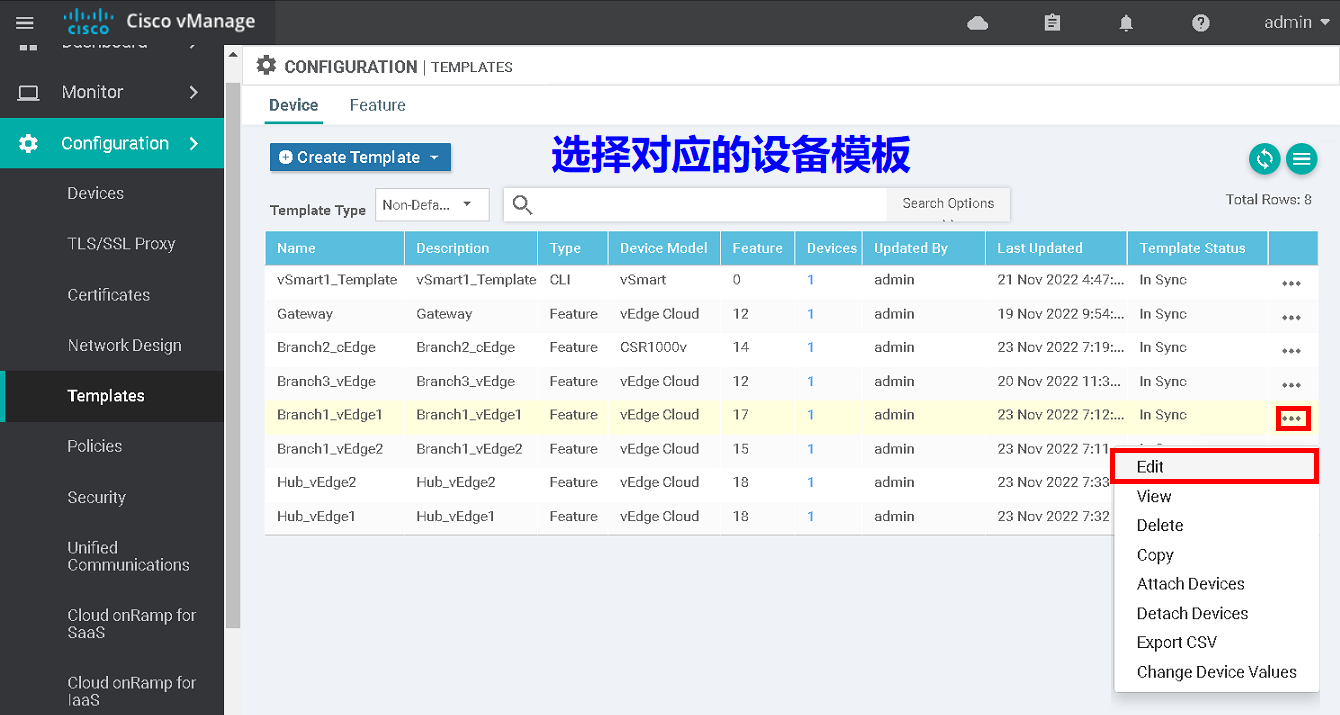 cisco Cisco vManage admin
Dashboard
Monitor
Configuration
Devices
TLS/SSL Proxy
Certificates
Network Design
Templates
Policies
Security
Unified
Communications
Cloud onRamp for
SaaS
Cloud onRamp for
IaaS
CONFIGURATION | TEMPLATES
Device Feature
Create Template
选择对应的设备模板
Template Type Non-Defa... Search Options
Total Rows: 8
Name Description Type Device Model Feature Devices Updated By Last Updated Template Status
vSmart1_Template vSmart1_Template CLI vSmart 0 1 admin 21 Nov 2022 4:47:... In Sync •••
Gateway Gateway Feature vEdge Cloud 12 1 admin 19 Nov 2022 9:54:... In Sync •••
Branch2_cEdge Branch2_cEdge Feature CSR1000v 14 1 admin 23 Nov 2022 7:19:... In Sync •••
Branch3_vEdge Branch3_vEdge Feature vEdge Cloud 12 1 admin 20 Nov 2022 11:3... In Sync •••
Branch1_vEdge1 Branch1_vEdge1 Feature vEdge Cloud 17 1 admin 23 Nov 2022 7:12:... In Sync •••
Branch1_vEdge2 Branch1_vEdge2 Feature vEdge Cloud 15 1 admin 23 Nov 2022 7:11
Hub_vEdge2 Hub_vEdge2 Feature vEdge Cloud 18 1 admin 23 Nov 2022 7:33
Hub_vEdge1 Hub_vEdge1 Feature vEdge Cloud 18 1 admin 23 Nov 2022 7:32
Edit
View
Delete
Copy
Attach Devices
Detach Devices
Export CSV
Change Device Values